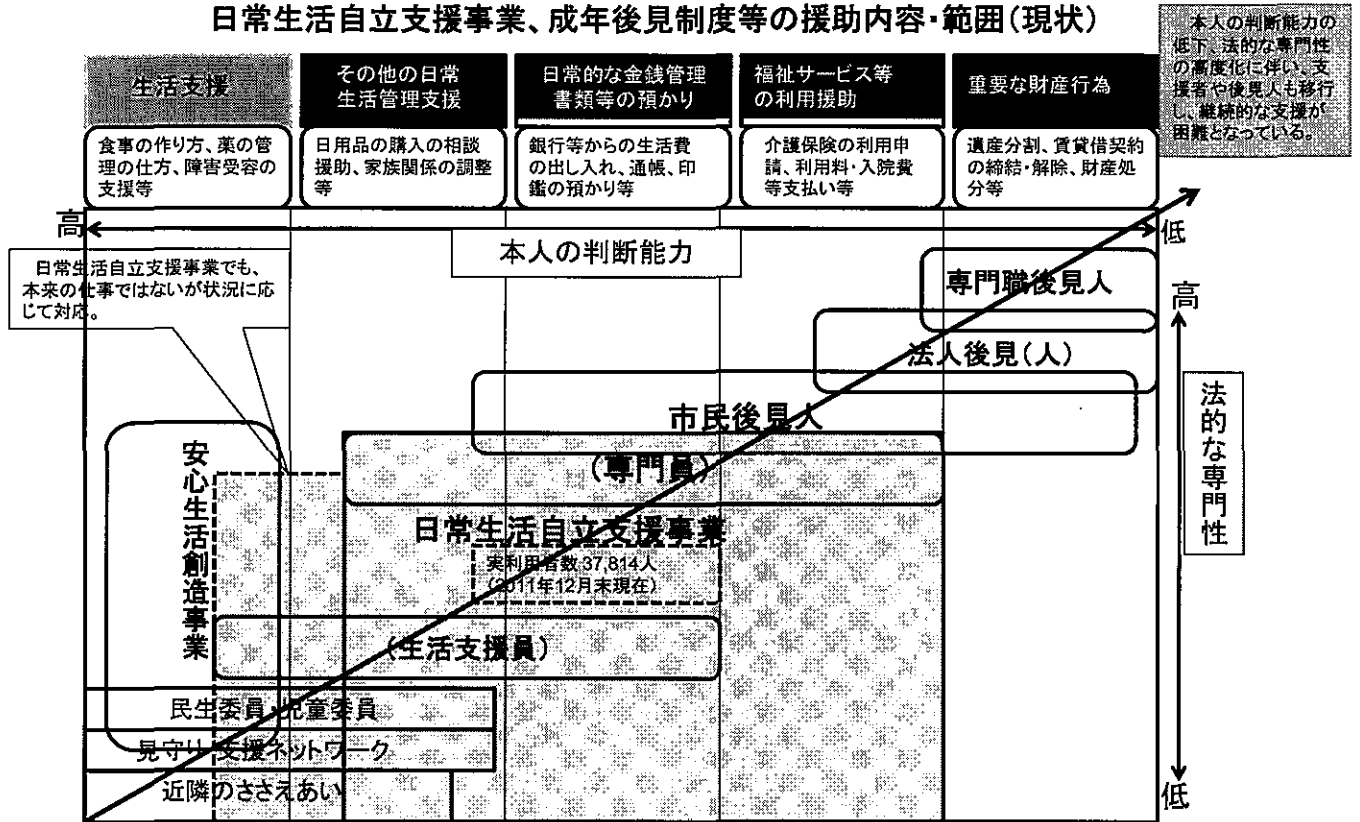 日常生活自立支援事業、成年後見制度等の援助内容・範囲(現状)
本人の判断能力の
低下、法的な専門性
の高度化に伴い、支
援者や後見人も移行
し、継続的な支援が
困難となっている。
生活支援
その他の日常
生活管理支援
日常的な金銭管理
書類等の預かり
福祉サービス等
の利用援助
重要な財産行為
食事の作り方、薬の管
理の仕方、障害受容の
支援等
日用品の購入の相談
援助、家族関係の調整
等
銀行等からの生活費
の出し入れ、通帳、印
鑑の預かり等
介護保険の利用申
請、利用料・入院費
等支払い等
遺産分割、賃貸借契約
の締結・解除、財産処
分等
高
本人の判断能力
低
日常生活自立支援事業でも、
本来の仕事ではないが状況に応
じて対応。
専門職後見人
高
法人後見(人)
市民後見人
法的な専門性
安心生活創造事業
(専門員)
日常生活自立支援事業
実利用者数 37,814人
(2011年12月末現在)
(生活支援員)
民生委員・児童委員
見守り・支援ネットワーク
近隣のささえあい
低